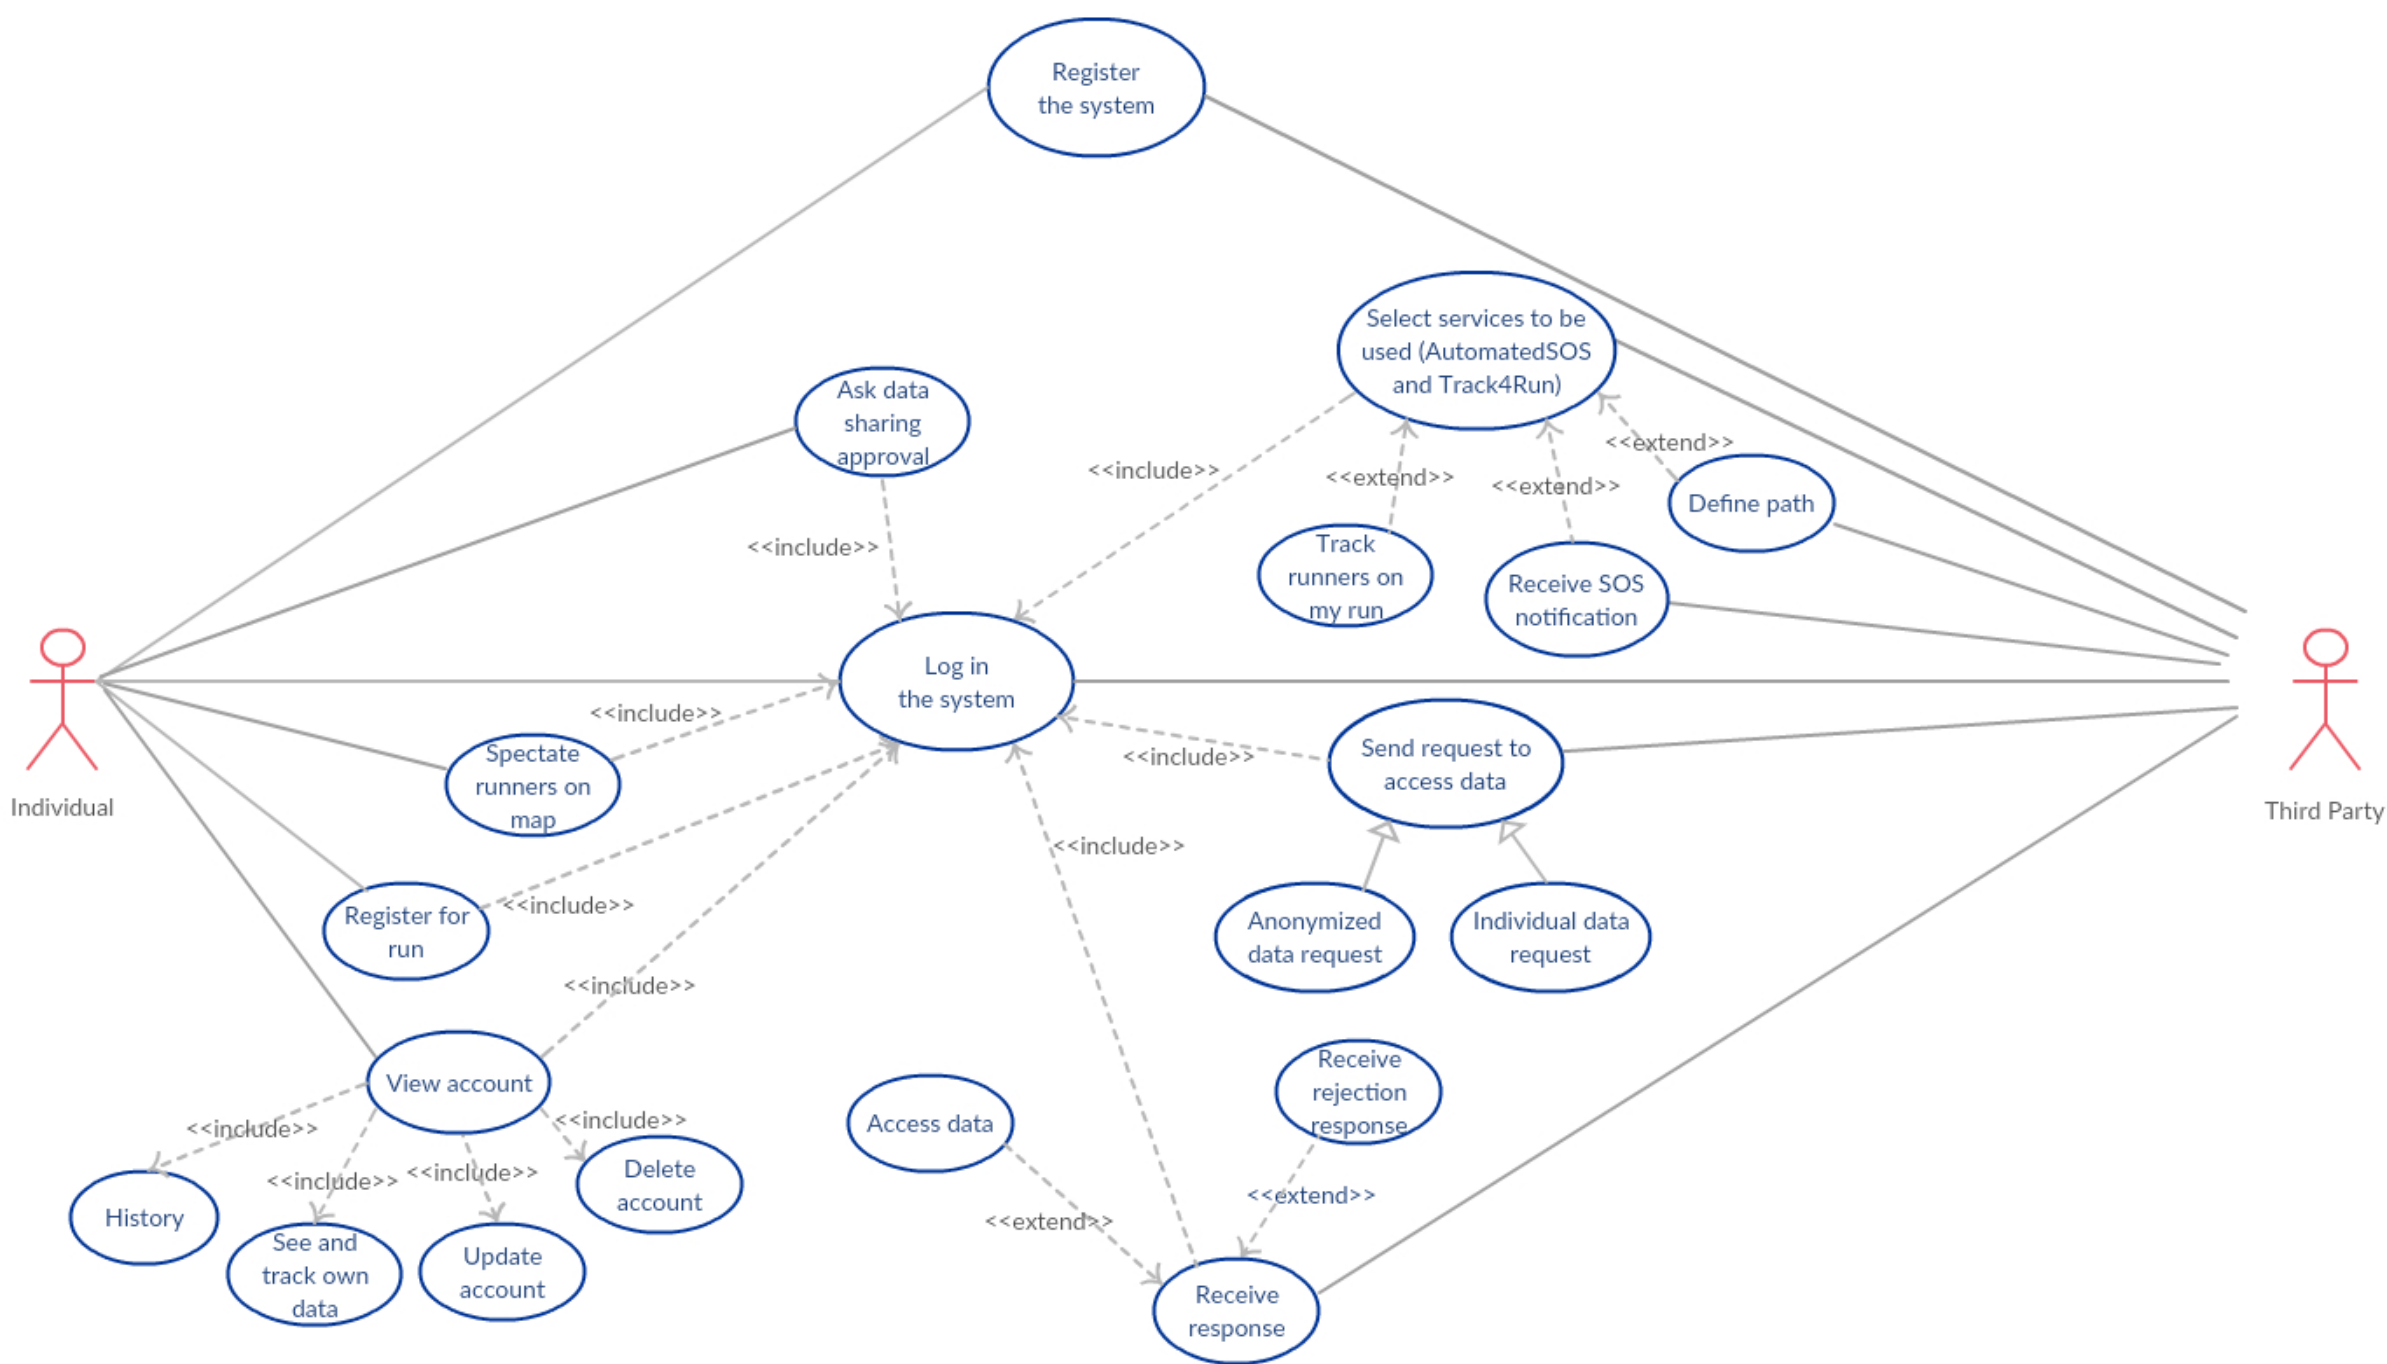 Register
the system
Select services to be
used (AutomatedSOS
and Track4Run)
Ask data
sharing
approval
<<extend>>
<<include>>
<<extend>>
<<extend>>
Define path
<<include>>
Track
runners on
my run
Receive SOS
notification
Log in
the system
<<include>>
Spectate
runners on
map
Send request to
access data
<<include>>
Individual
Third Party
<<include>>
Register for
run
<<include>>
Anonymized
data request
Individual data
request
<<include>>
View account
Receive
rejection
response
Access data
<<include>>
<<include>>
<<include>>
<<include>>
Delete
account
<<extend>>
<<extend>>
History
See and
track own
data
Update
account
Receive
response